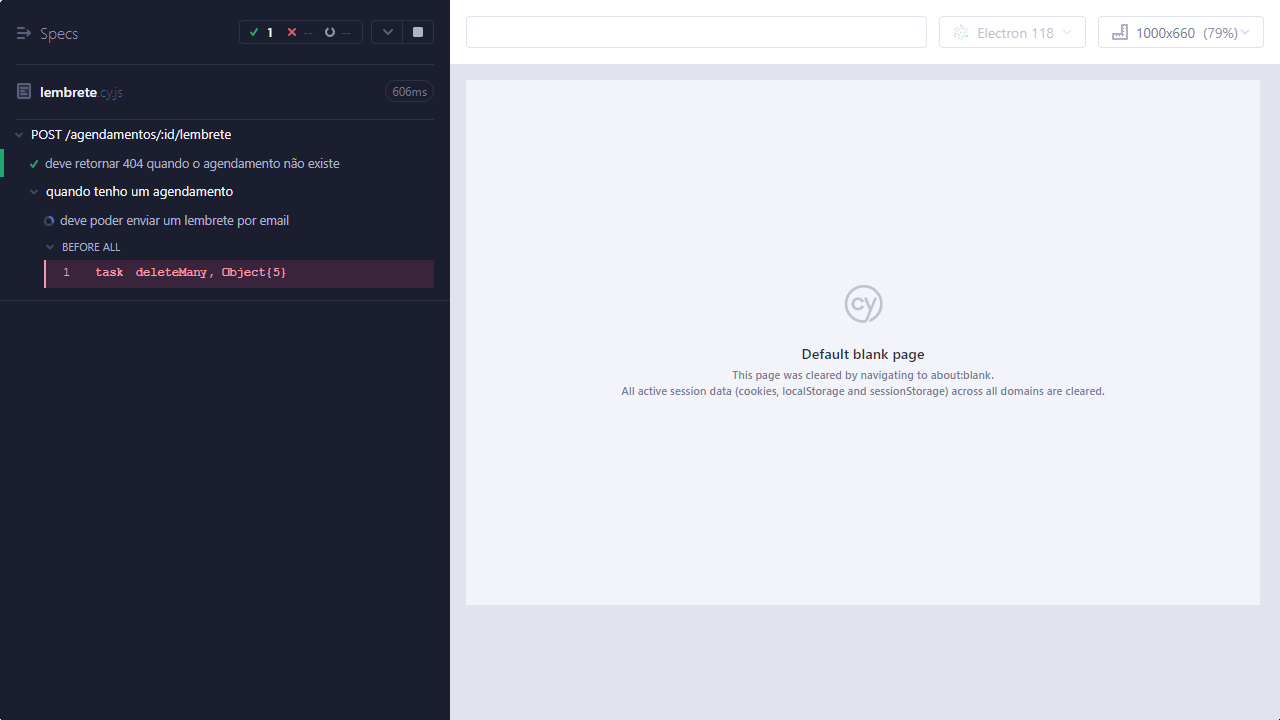 Specs
1 -- --
Electron 118
1000x660 (79%)
lembrete.cy.js
606ms
POST /agendamentos/:id/lembrete
deve retornar 404 quando o agendamento não existe
quando tenho um agendamento
deve poder enviar um lembrete por email
BEFORE ALL
1 task deleteMany, Object{5}
cy
Default blank page
This page was cleared by navigating to about:blank.
All active session data (cookies, localStorage and sessionStorage) across all domains are cleared.